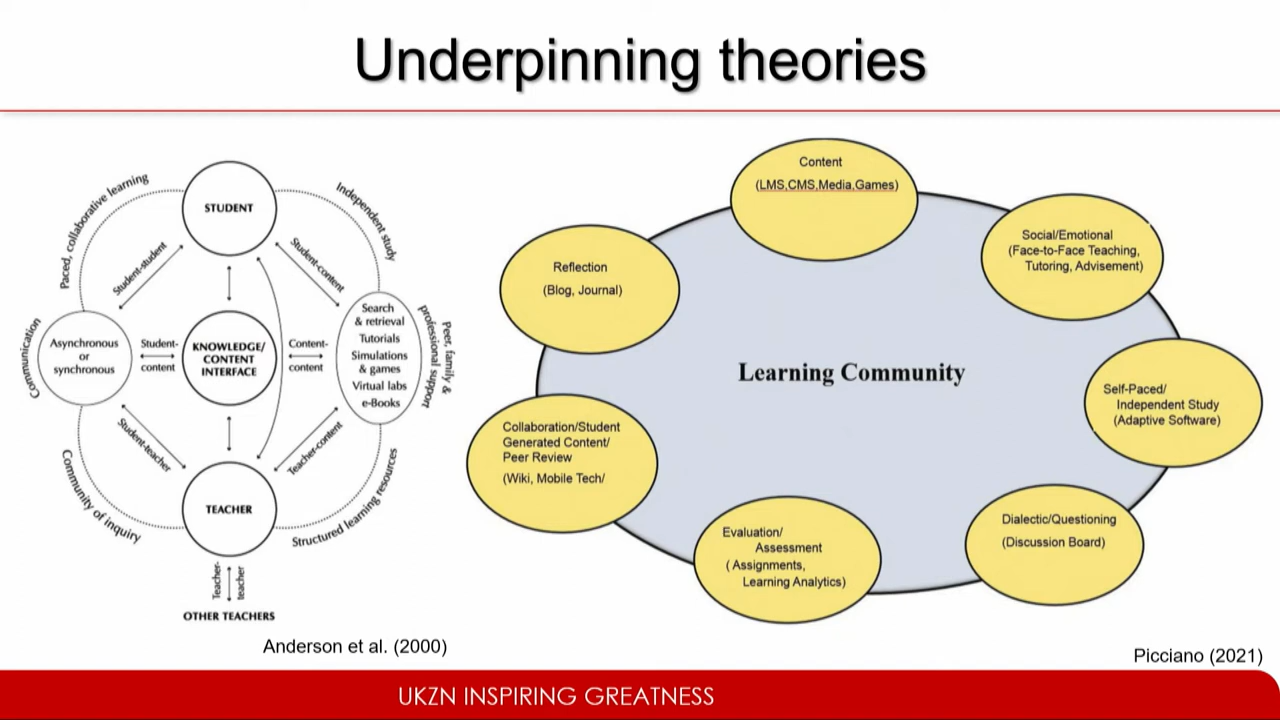 Underpinning theories
Paced, collaborative learning
Independent study
STUDENT
Student-student
Student-content
Communication
Asynchronous
or
synchronous
Student-
content
KNOWLEDGE/
CONTENT
INTERFACE
Content-
content
Search
& retrieval
Tutorials
Simulations
& games
Virtual labs
e-Books
Peer, family &
professional support
Student-teacher
Teacher-content
Community of inquiry
TEACHER
Structured learning resources
Teacher-
teacher
OTHER TEACHERS
Anderson et al. (2000)
Content
(LMS,CMS,Media,Games)
Social/Emotional
(Face-to-Face Teaching,
Tutoring, Advisement)
Reflection
(Blog, Journal)
Learning Community
Self-Paced/
Independent Study
(Adaptive Software)
Collaboration/Student
Generated Content/
Peer Review
(Wiki, Mobile Tech/
Evaluation/
Assessment
( Assignments,
Learning Analytics)
Dialectic/Questioning
(Discussion Board)
Picciano (2021)
UKZN INSPIRING GREATNESS